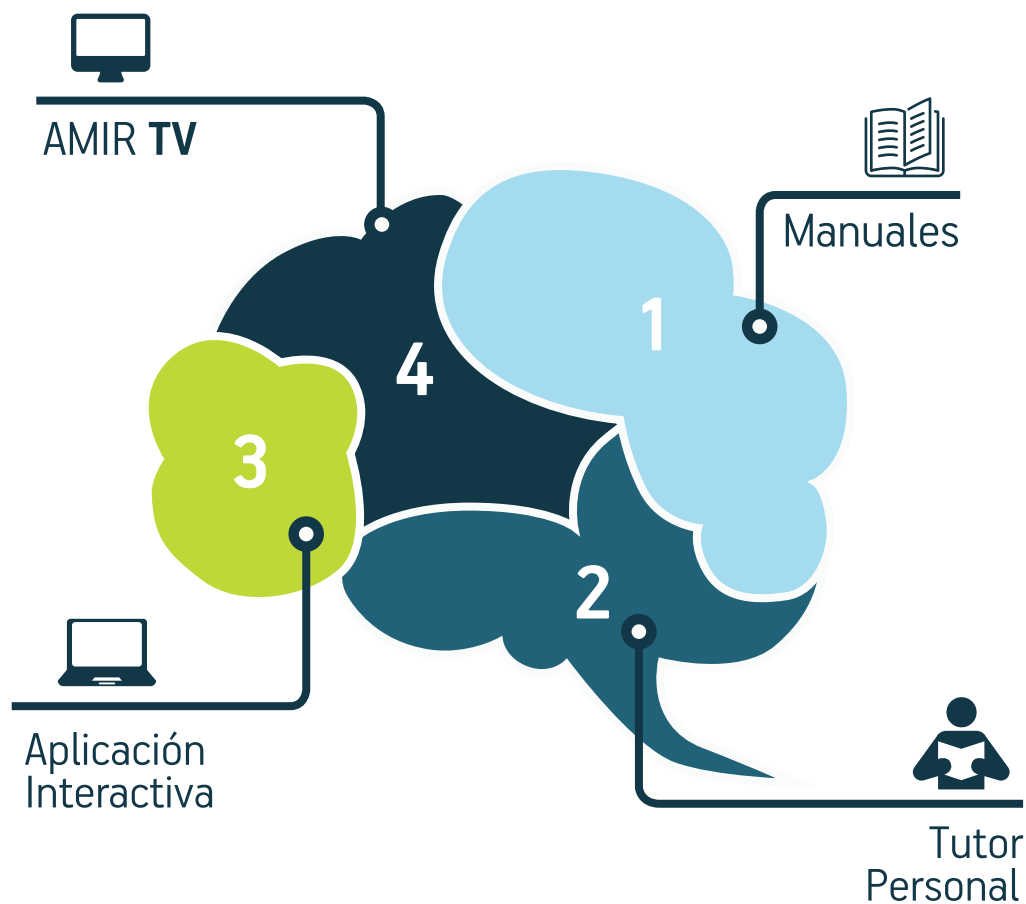 AMIR TV
Manuales
1
4
3
2
Aplicación
Interactiva
Tutor
Personal